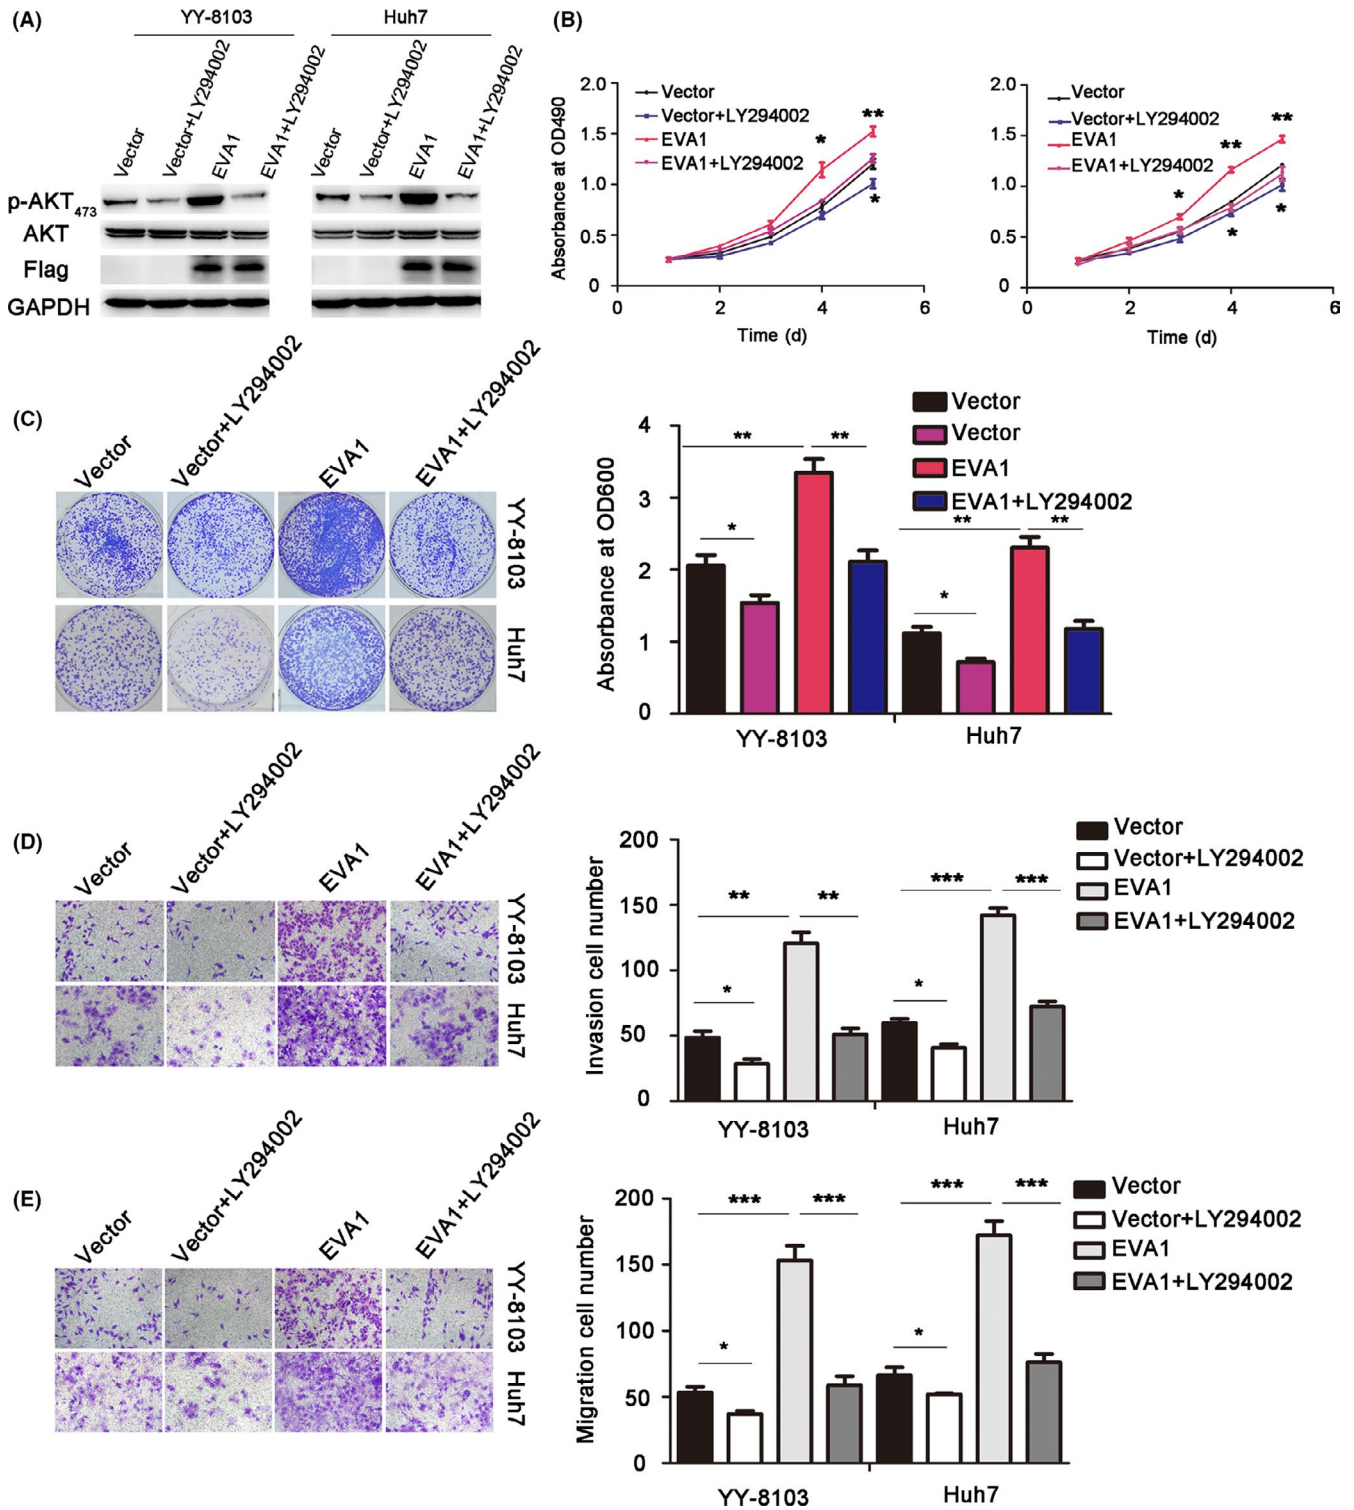 (A)
YY-8103
Huh7
Vector
Vector+LY294002
EVA1
EVA1+LY294002
Vector
Vector+LY294002
EVA1
EVA1+LY294002
p-AKT473
AKT
Flag
GAPDH
(B)
Absorbance at OD490
2.0
1.5
1.0
0.5
0
Vector
Vector+LY294002
EVA1
EVA1+LY294002
*
**
*
0
2
4
6
Time (d)
2.0
1.5
1.0
0.5
0
Vector
Vector+LY294002
EVA1
EVA1+LY294002
*
**
**
*
*
0
2
4
6
Time (d)
(C)
Vector
Vector+LY294002
EVA1
EVA1+LY294002
YY-8103
Huh7
Absorbance at OD600
4
3
2
1
0
Vector
Vector
EVA1
EVA1+LY294002
**
**
*
**
**
*
YY-8103
Huh7
(D)
Vector
Vector+LY294002
EVA1
EVA1+LY294002
YY-8103
Huh7
Invasion cell number
200
150
100
50
0
Vector
Vector+LY294002
EVA1
EVA1+LY294002
**
**
*
***
***
*
YY-8103
Huh7
(E)
Vector
Vector+LY294002
EVA1
EVA1+LY294002
YY-8103
Huh7
Migration cell number
200
150
100
50
0
Vector
Vector+LY294002
EVA1
EVA1+LY294002
***
***
*
***
***
*
YY-8103
Huh7